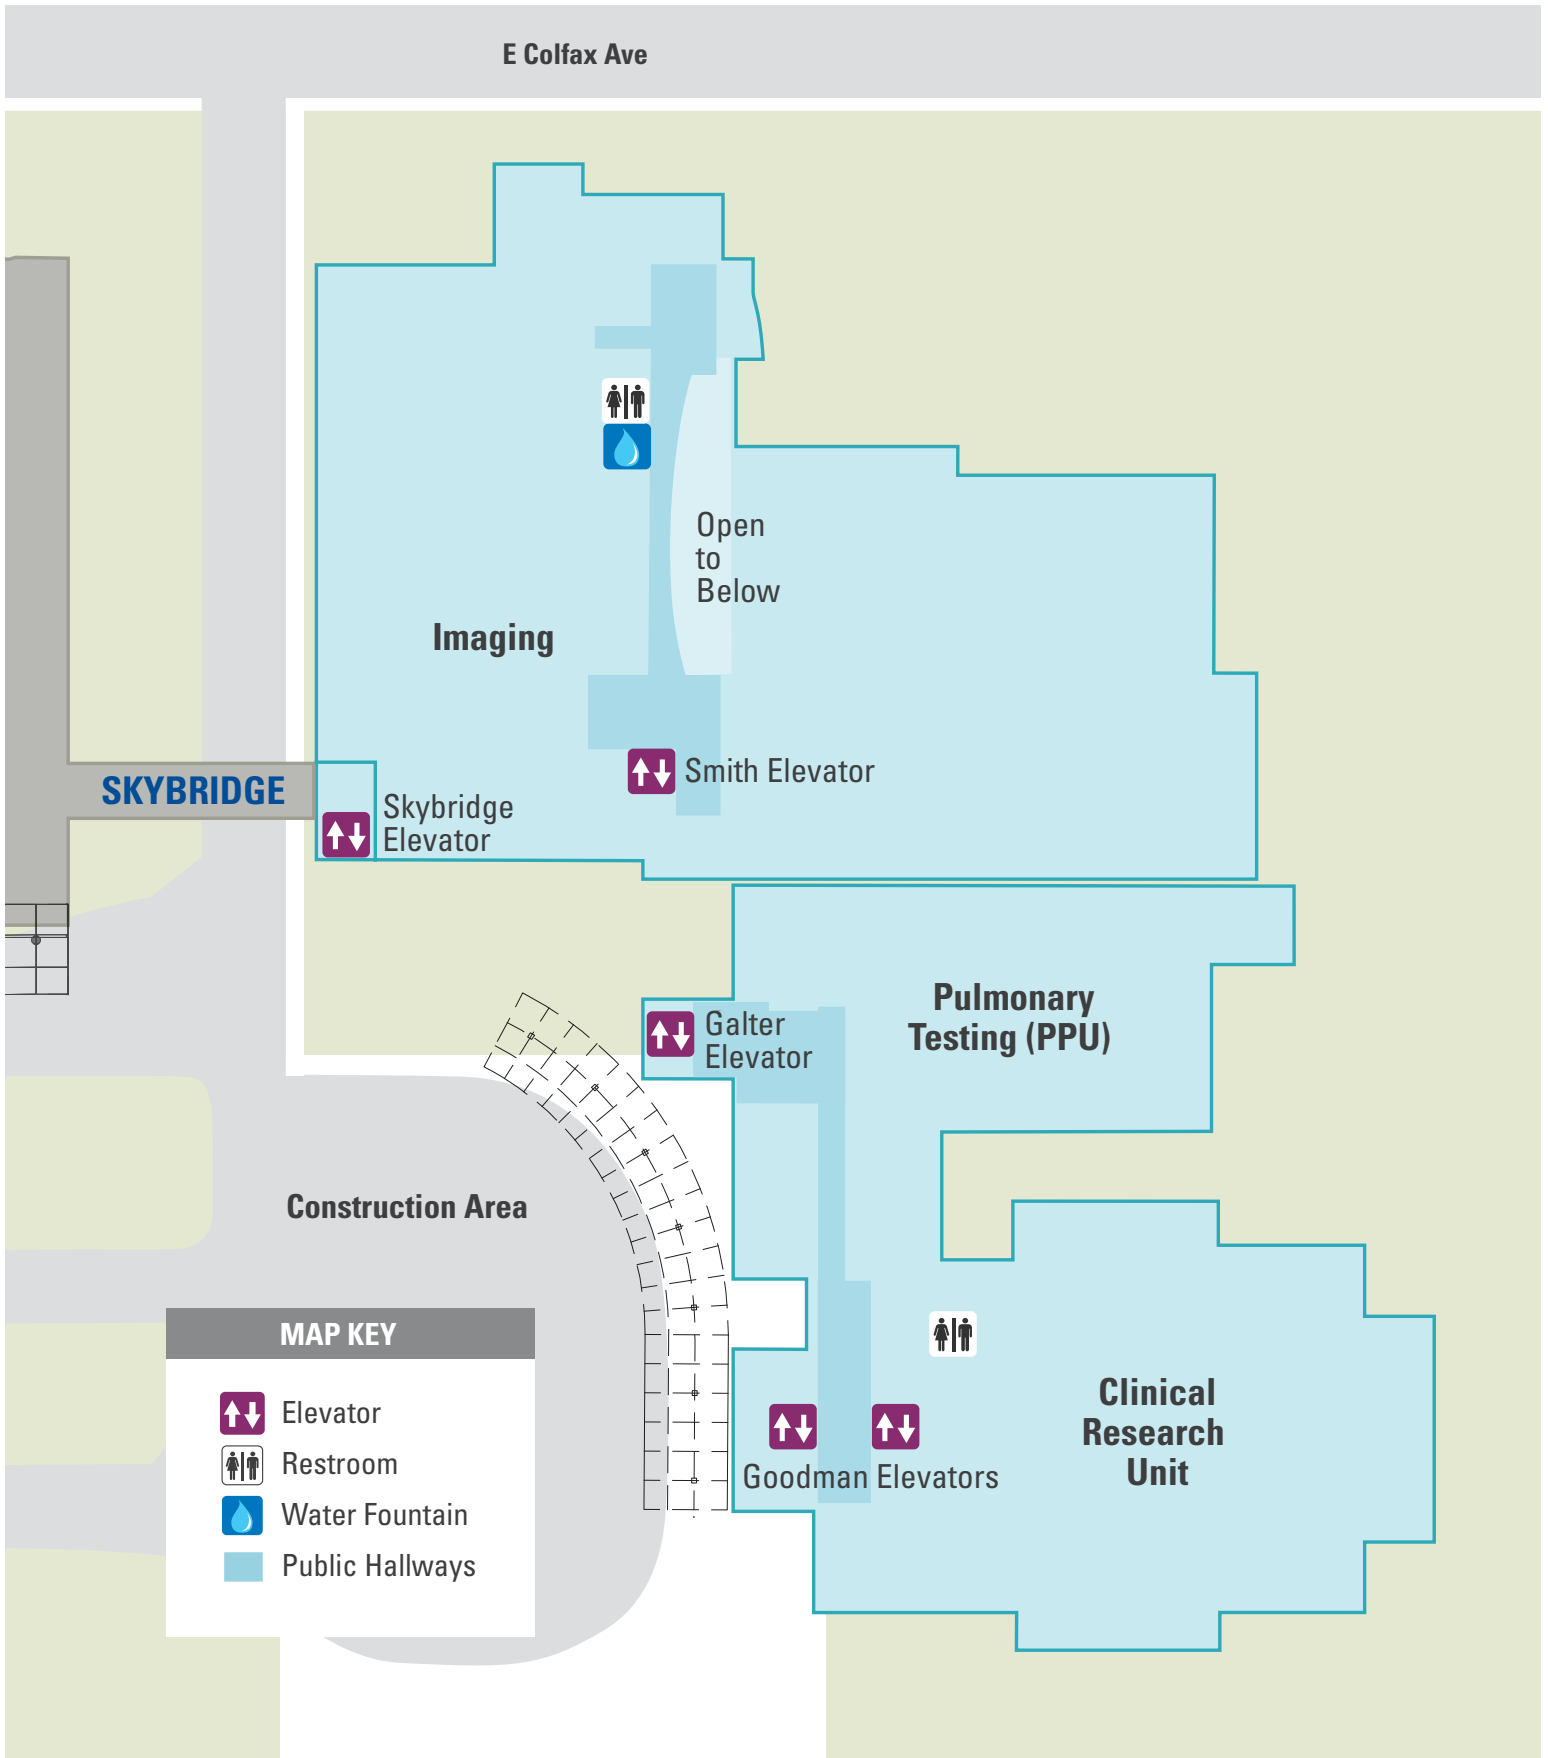 E Colfax Ave
Open
to
Below
Imaging
Smith Elevator
SKYBRIDGE
Skybridge
Elevator
Pulmonary
Testing (PPU)
Galter
Elevator
Construction Area
MAP KEY
Elevator
Restroom
Water Fountain
Public Hallways
Clinical
Research
Unit
Goodman Elevators